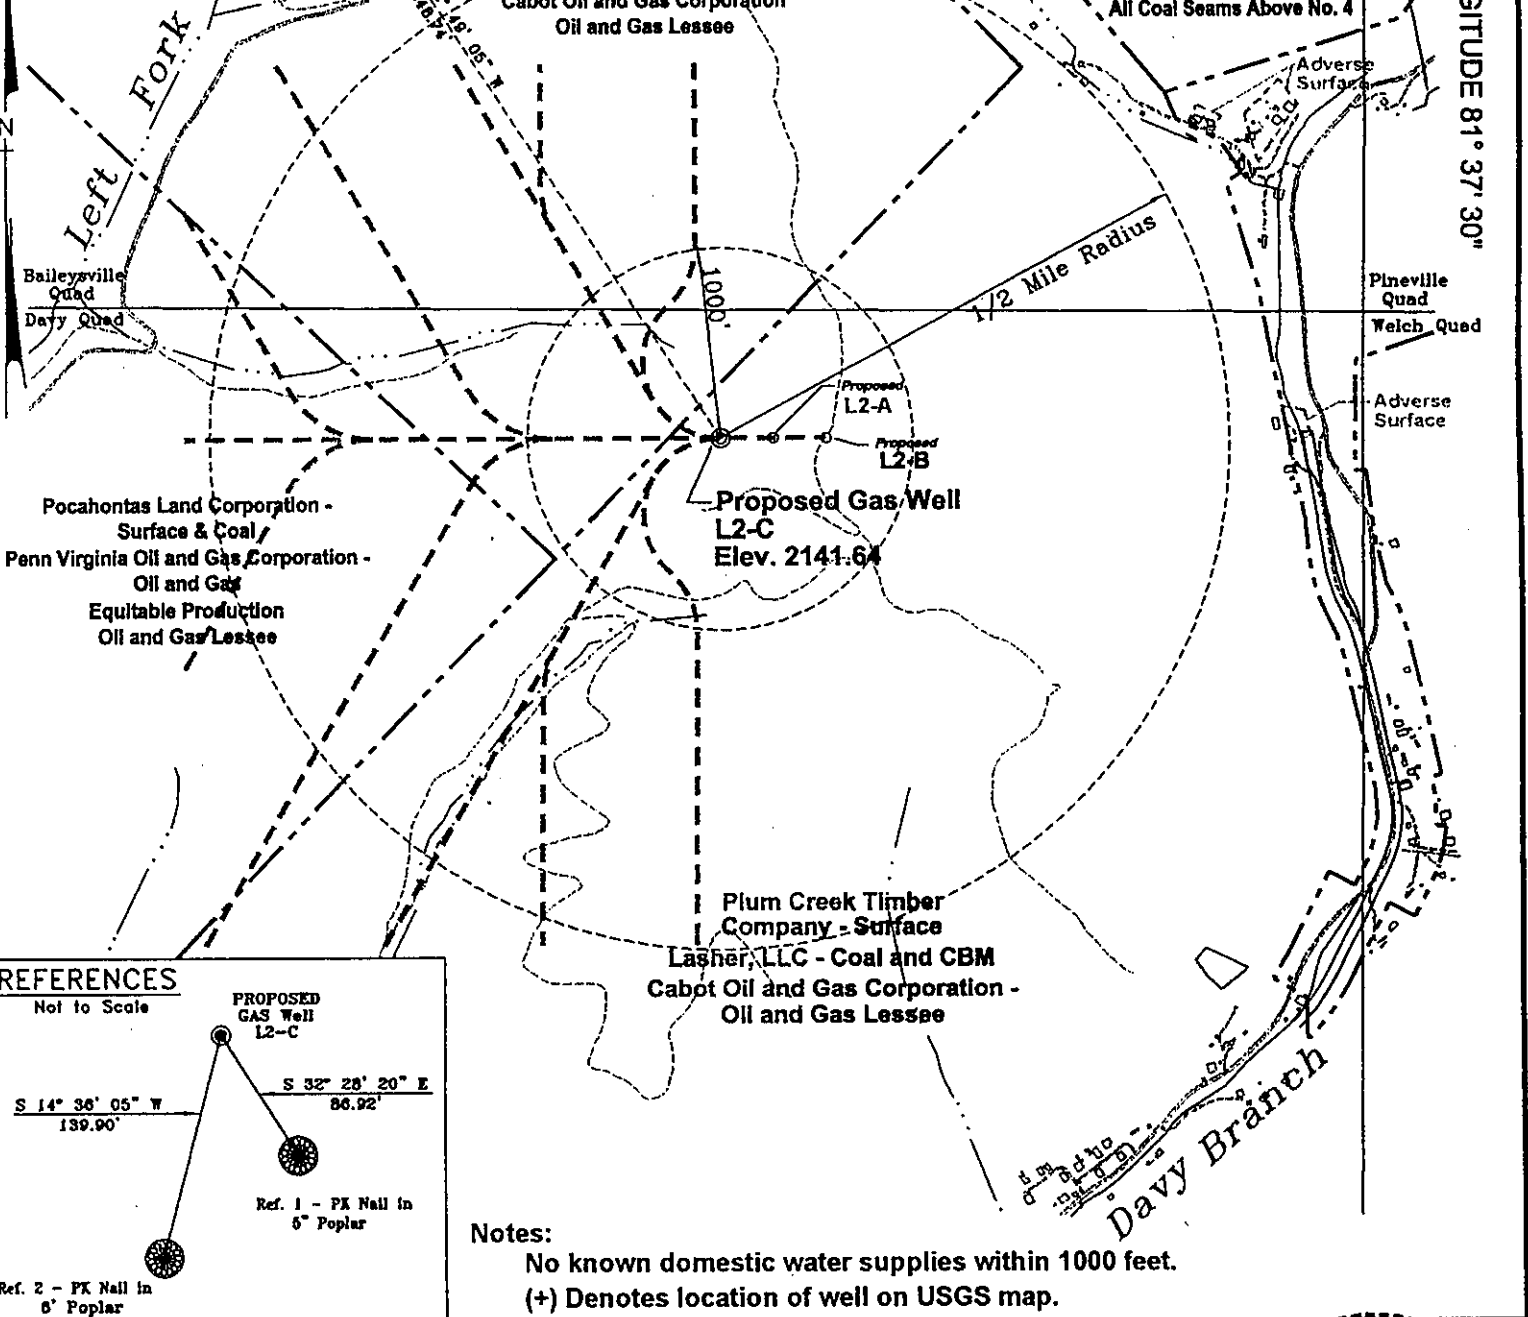 Cabot Oil and Gas Corporation
Oil and Gas Lessee
All Coal Seams Above No. 4
GITUDE 81° 37' 30"
49' 05" W
Adverse
Surface
Left Fork
N
Baileysville
Quad
Davy Quad
1000'
1/2 Mile Radius
Pineville
Quad
Welch Quad
Proposed
L2-A
Proposed
L2-B
Adverse
Surface
Proposed Gas Well
L2-C
Elev. 2141.64
Pocahontas Land Corporation -
Surface & Coal
Penn Virginia Oil and Gas Corporation -
Oil and Gas
Equitable Production
Oil and Gas Lessee
Plum Creek Timber
Company - Surface
Lasher, LLC - Coal and CBM
Cabot Oil and Gas Corporation -
Oil and Gas Lessee
REFERENCES
Not to Scale
PROPOSED
GAS Well
L2-C
S 32° 28' 20" E
86.92'
S 14° 36' 05" W
139.90'
Ref. 1 - PK Nail in
5" Poplar
Ref. 2 - PK Nail in
6" Poplar
Davy Branch
Notes:
No known domestic water supplies within 1000 feet.
(+) Denotes location of well on USGS map.